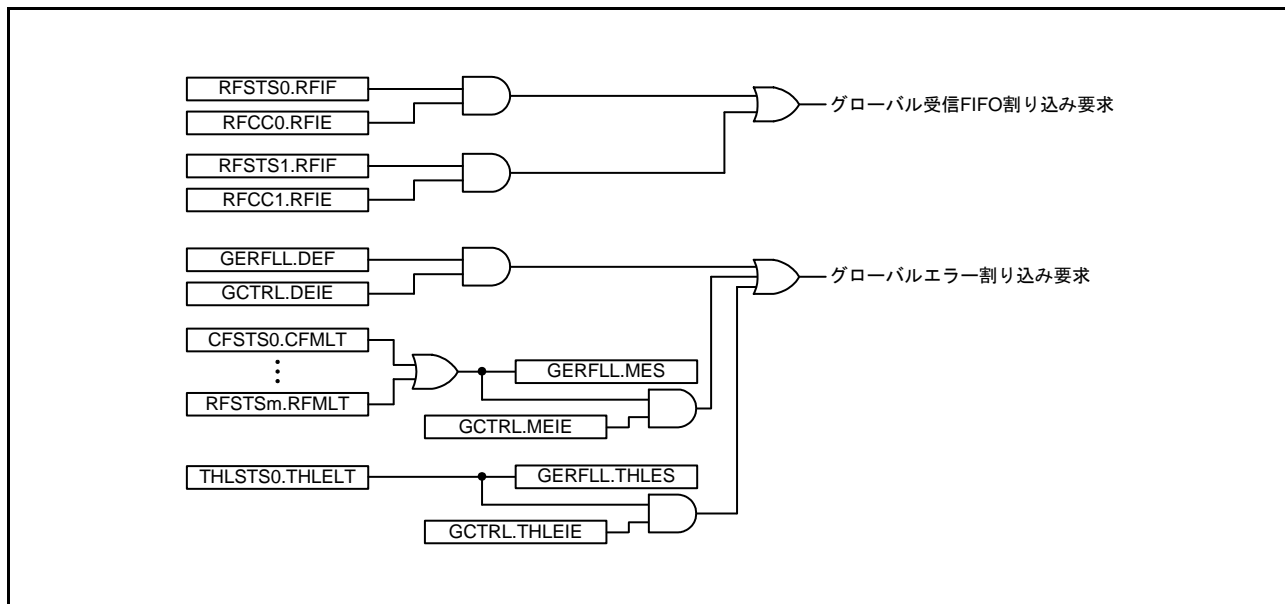 RFSTS0.RFIF
RFCC0.RFIE
グローバル受信FIFO割り込み要求
RFSTS1.RFIF
RFCC1.RFIE
GERFLL.DEF
GCTRL.DEIE
グローバルエラー割り込み要求
CFSTS0.CFMLT
GERFLL.MES
RFSTSm.RFMLT
GCTRL.MEIE
THLSTS0.THLELT
GERFLL.THLES
GCTRL.THLEIE